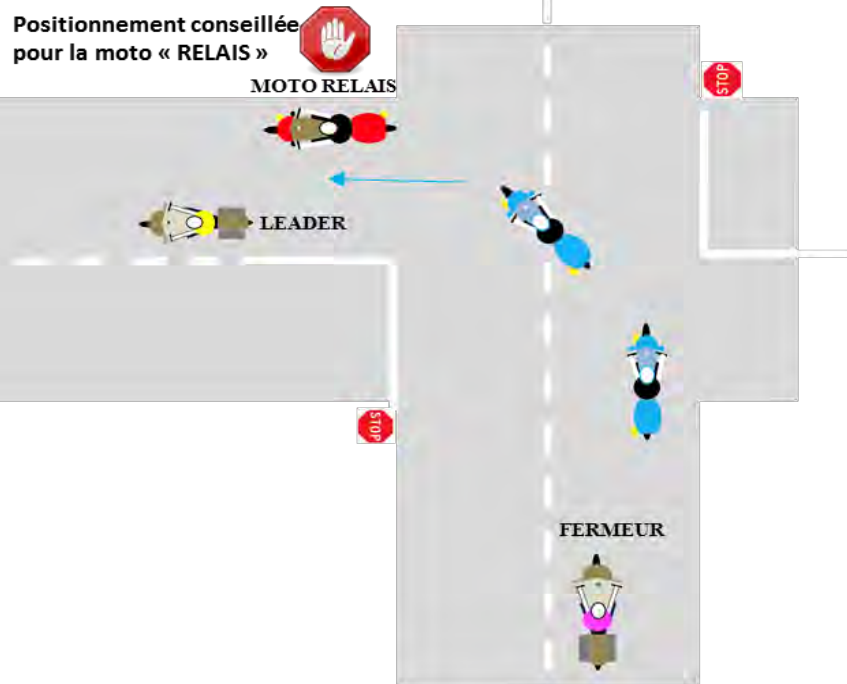 Positionnement conseillée
pour la moto « RELAIS »
MOTO RELAIS
STOP
LEADER
STOP
FERMEUR